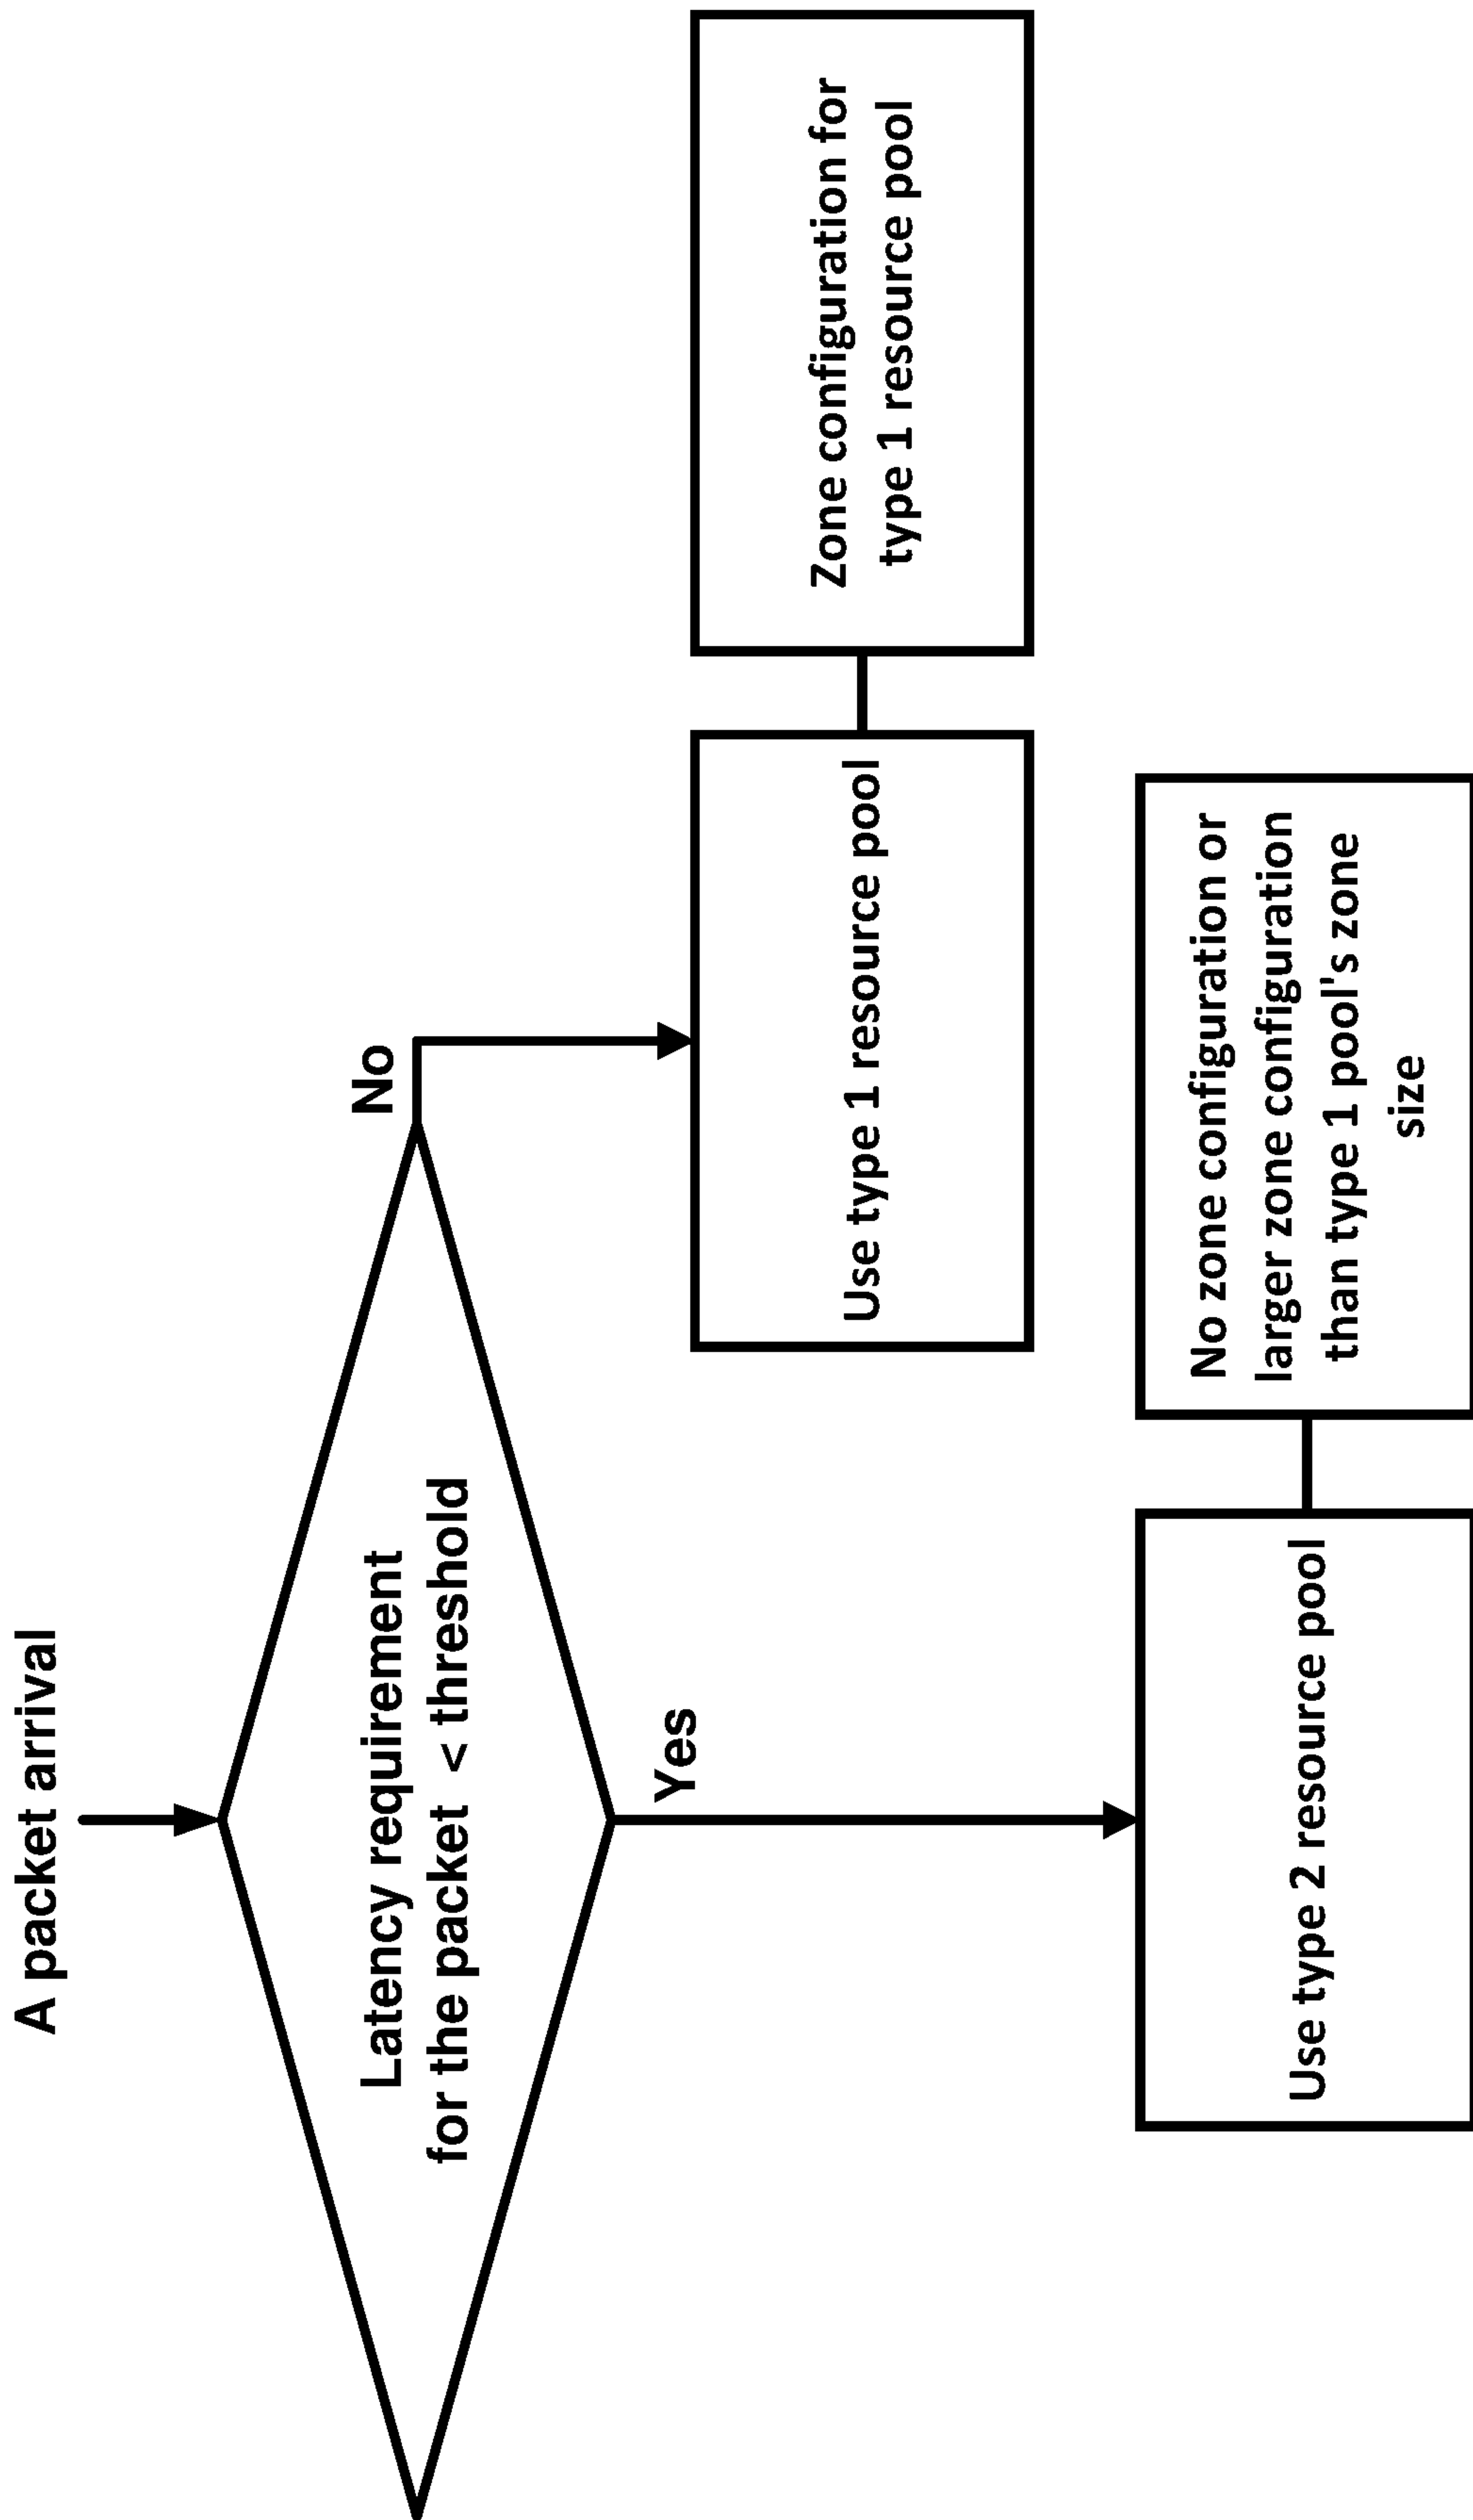 A packet arrival
Latency requirement
for the packet < threshold
No
Yes
Use type 1 resource pool
Zone configuration for
type 1 resource pool
Use type 2 resource pool
No zone configuration or
larger zone configuration
than type 1 pool's zone
size